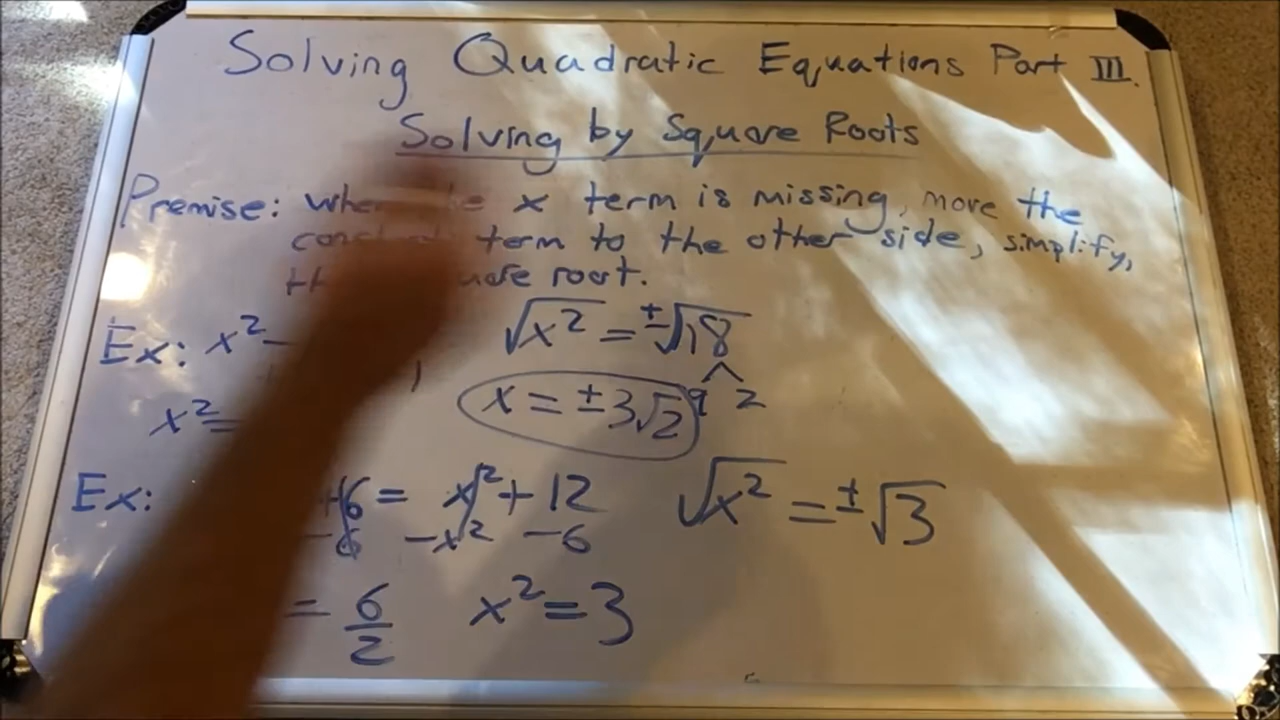 Solving Quadratic Equations Part III.
Solving by Square Roots
Premise: when x term is missing, move the
term to the other side, simplify,
root.
Ex: x² −
√x² = ±√18
9 2
x² =
x = ±3√2
Ex: +6 = x² + 12
−6 −x² −6
√x² = ±√3
= 6/2
x² = 3